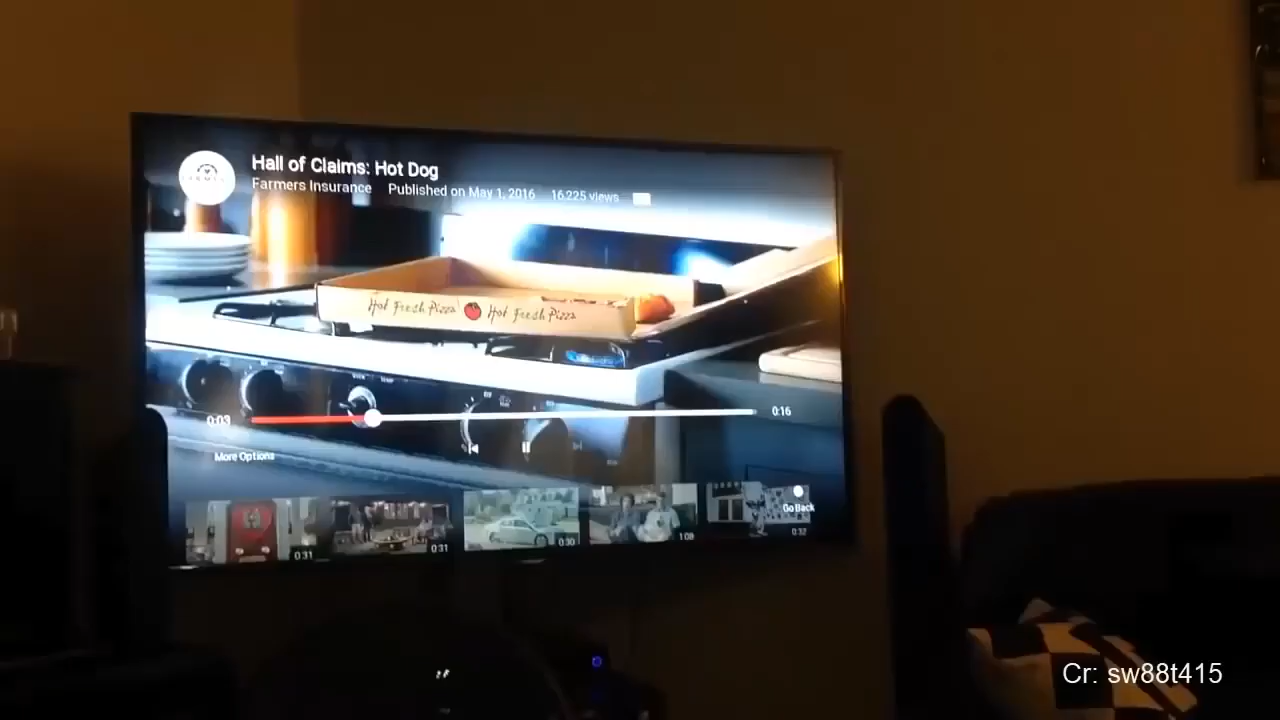 Hall of Claims: Hot Dog
FARMERS
Farmers Insurance Published on May 1, 2016 16,225 views
Hot Fresh Pizza Hot Fresh Pizza
0:03 0:16
More Options
Go Back
0:31 0:31 0:30 1:08 0:32
Cr: sw88t415